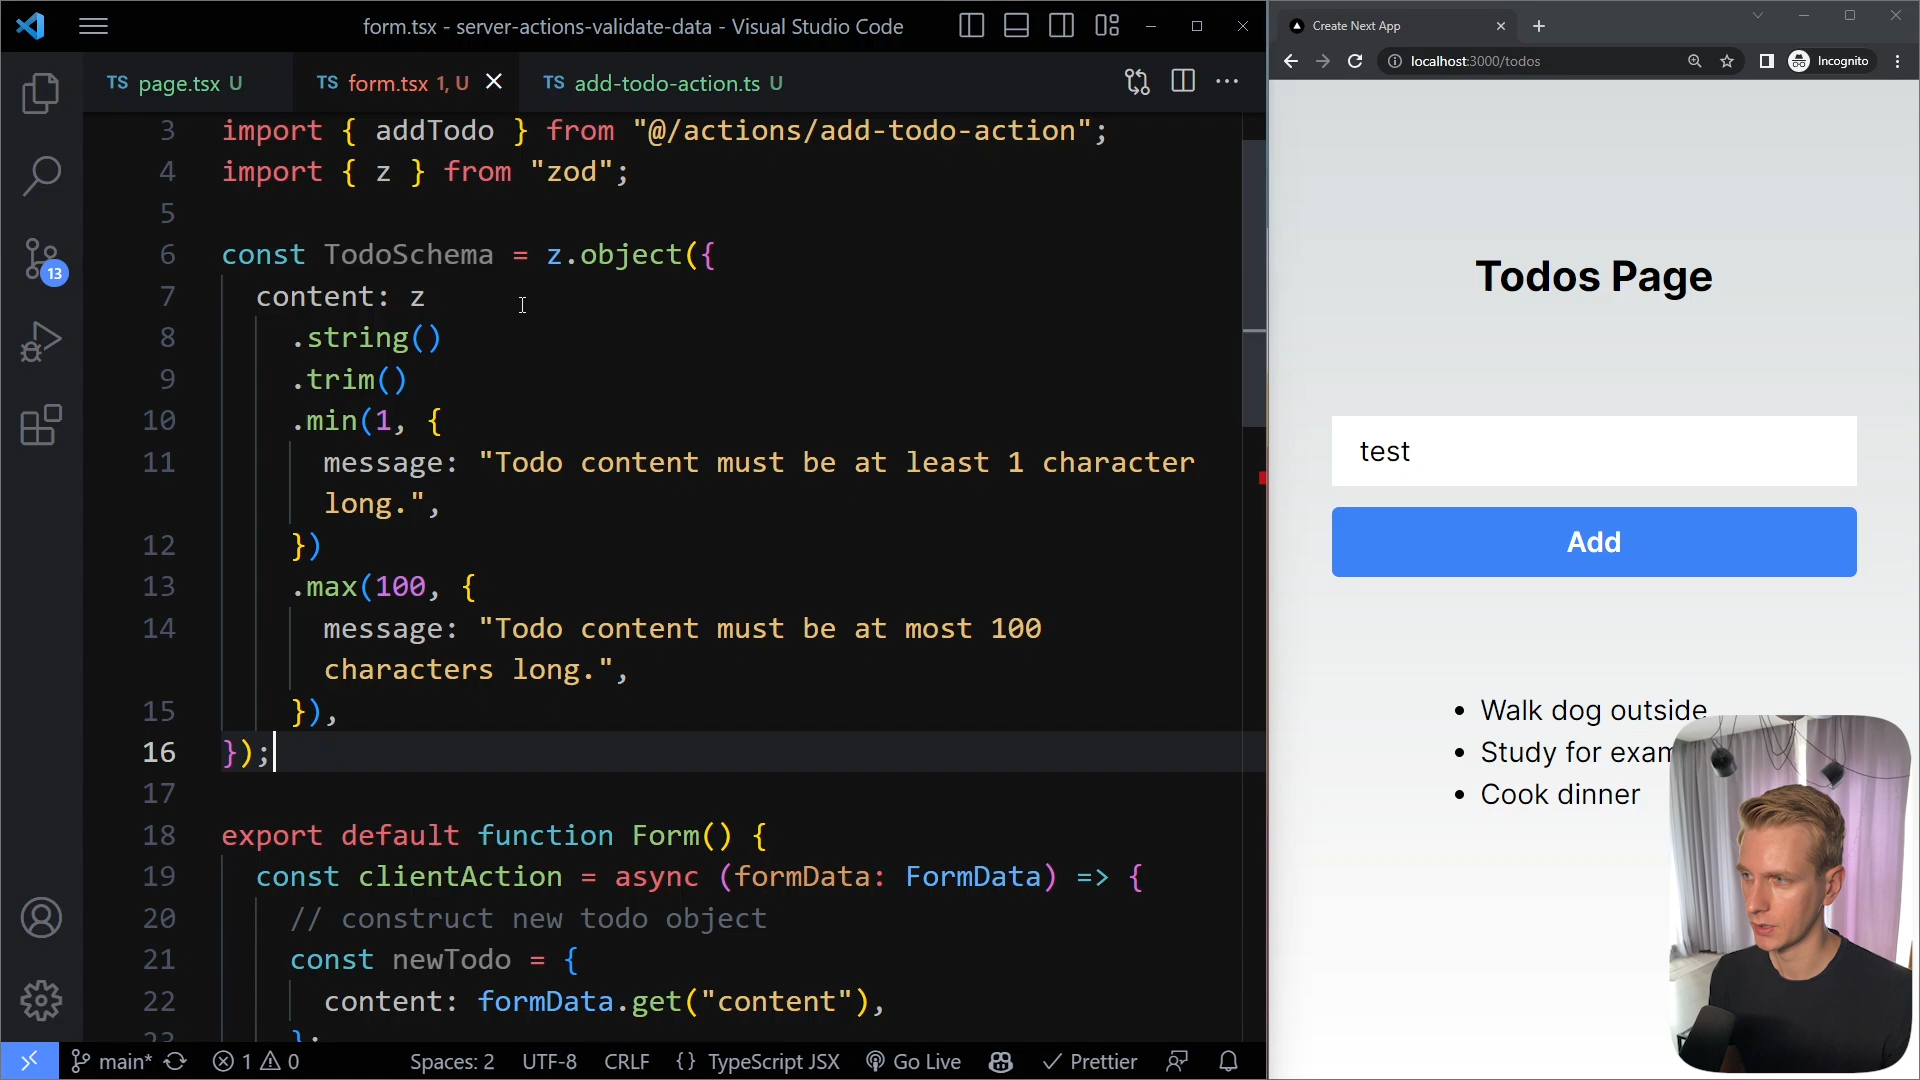 form.tsx - server-actions-validate-data - Visual Studio Code
TS page.tsx U
TS form.tsx 1, U
TS add-todo-action.ts U
3 import { addTodo } from "@/actions/add-todo-action";
4 import { z } from "zod";
5
6 const TodoSchema = z.object({
7 content: z
8 .string()
9 .trim()
10 .min(1, {
11 message: "Todo content must be at least 1 character
long.",
12 })
13 .max(100, {
14 message: "Todo content must be at most 100
characters long.",
15 }),
16 });
17
18 export default function Form() {
19 const clientAction = async (formData: FormData) => {
20 // construct new todo object
21 const newTodo = {
22 content: formData.get("content"),
23 };
13
main* 1 0 Spaces: 2 UTF-8 CRLF {} TypeScript JSX Go Live Prettier
Create Next App
localhost:3000/todos
Incognito
Todos Page
test
Add
Walk dog outside
Study for exam
Cook dinner